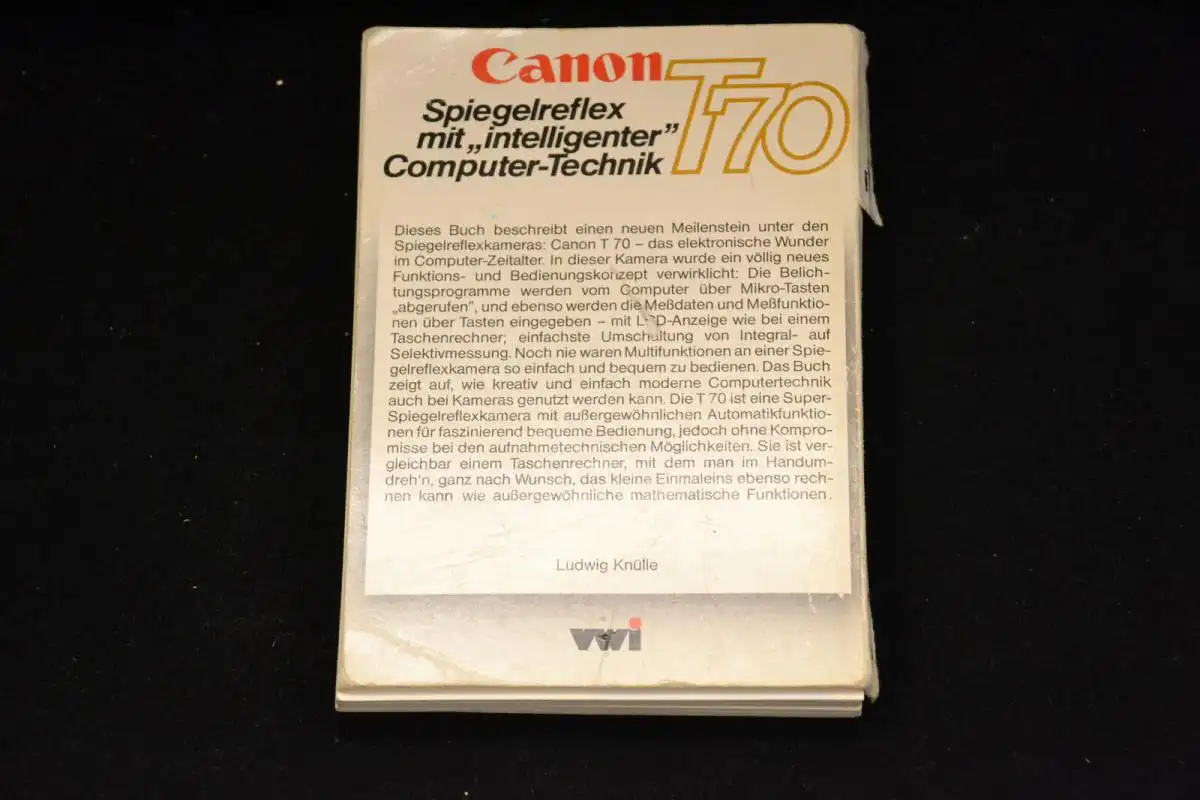 Canon T70
Spiegelreflex
mit „intelligenter”
Computer-Technik
Dieses Buch beschreibt einen neuen Meilenstein unter den
Spiegelreflexkameras: Canon T 70 – das elektronische Wunder
im Computer-Zeitalter. In dieser Kamera wurde ein völlig neues
Funktions- und Bedienungskonzept verwirklicht: Die Belich-
tungsprogramme werden vom Computer über Mikro-Tasten
„abgerufen”, und ebenso werden die Meßdaten und Meßfunktio-
nen über Tasten eingegeben – mit LCD-Anzeige wie bei einem
Taschenrechner; einfachste Umschaltung von Integral- auf
Selektivmessung. Noch nie waren Multifunktionen an einer Spie-
gelreflexkamera so einfach und bequem zu bedienen. Das Buch
zeigt auf, wie kreativ und einfach moderne Computertechnik
auch bei Kameras genutzt werden kann. Die T 70 ist eine Super-
Spiegelreflexkamera mit außergewöhnlichen Automatikfunktio-
nen für faszinierend bequeme Bedienung, jedoch ohne Kompro-
misse bei den aufnahmetechnischen Möglichkeiten. Sie ist ver-
gleichbar einem Taschenrechner, mit dem man im Handum-
dreh'n, ganz nach Wunsch, das kleine Einmaleins ebenso rech-
nen kann wie außergewöhnliche mathematische Funktionen.
Ludwig Knülle
vwi